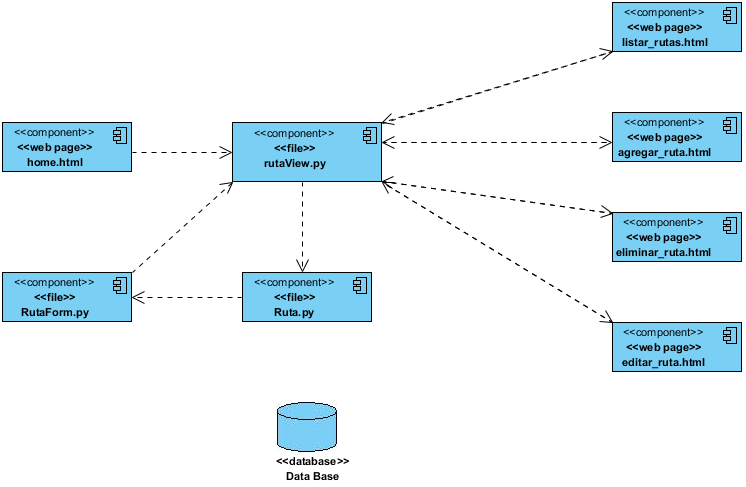 <<component>>
<<web page>>
listar_rutas.html
<<component>>
<<web page>>
home.html
<<component>>
<<file>>
rutaView.py
<<component>>
<<web page>>
agregar_ruta.html
<<component>>
<<web page>>
eliminar_ruta.html
<<component>>
<<file>>
RutaForm.py
<<component>>
<<file>>
Ruta.py
<<component>>
<<web page>>
editar_ruta.html
<<database>>
Data Base